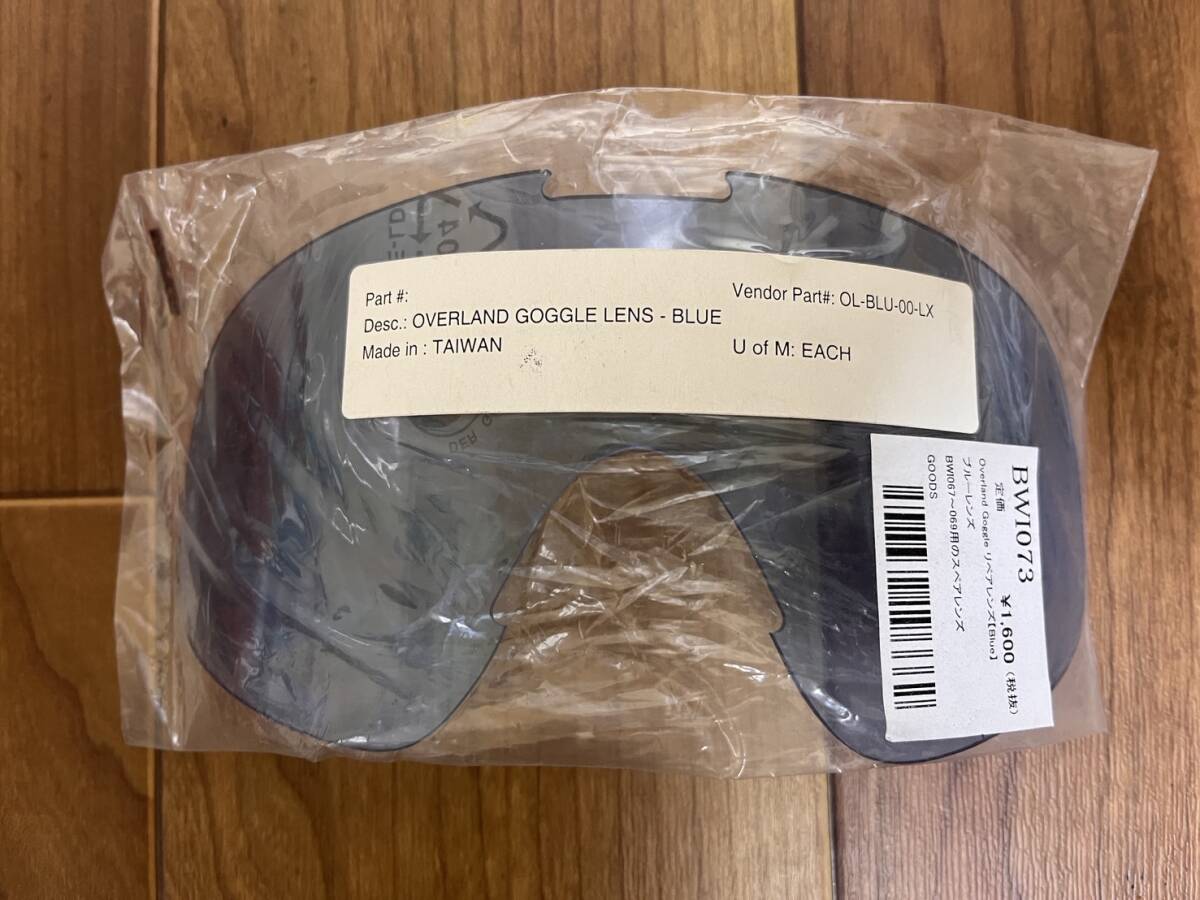 Part #:
Vendor Part#: OL-BLU-00-LX
Desc.: OVERLAND GOGGLE LENS - BLUE
Made in : TAIWAN
U of M: EACH
BWI073
定価 ¥1,600 (税抜)
Overland Goggle リペアレンズ【Blue】
ブルーレンズ
BWI067~069用のスペアレンズ
GOODS
E-LD
04